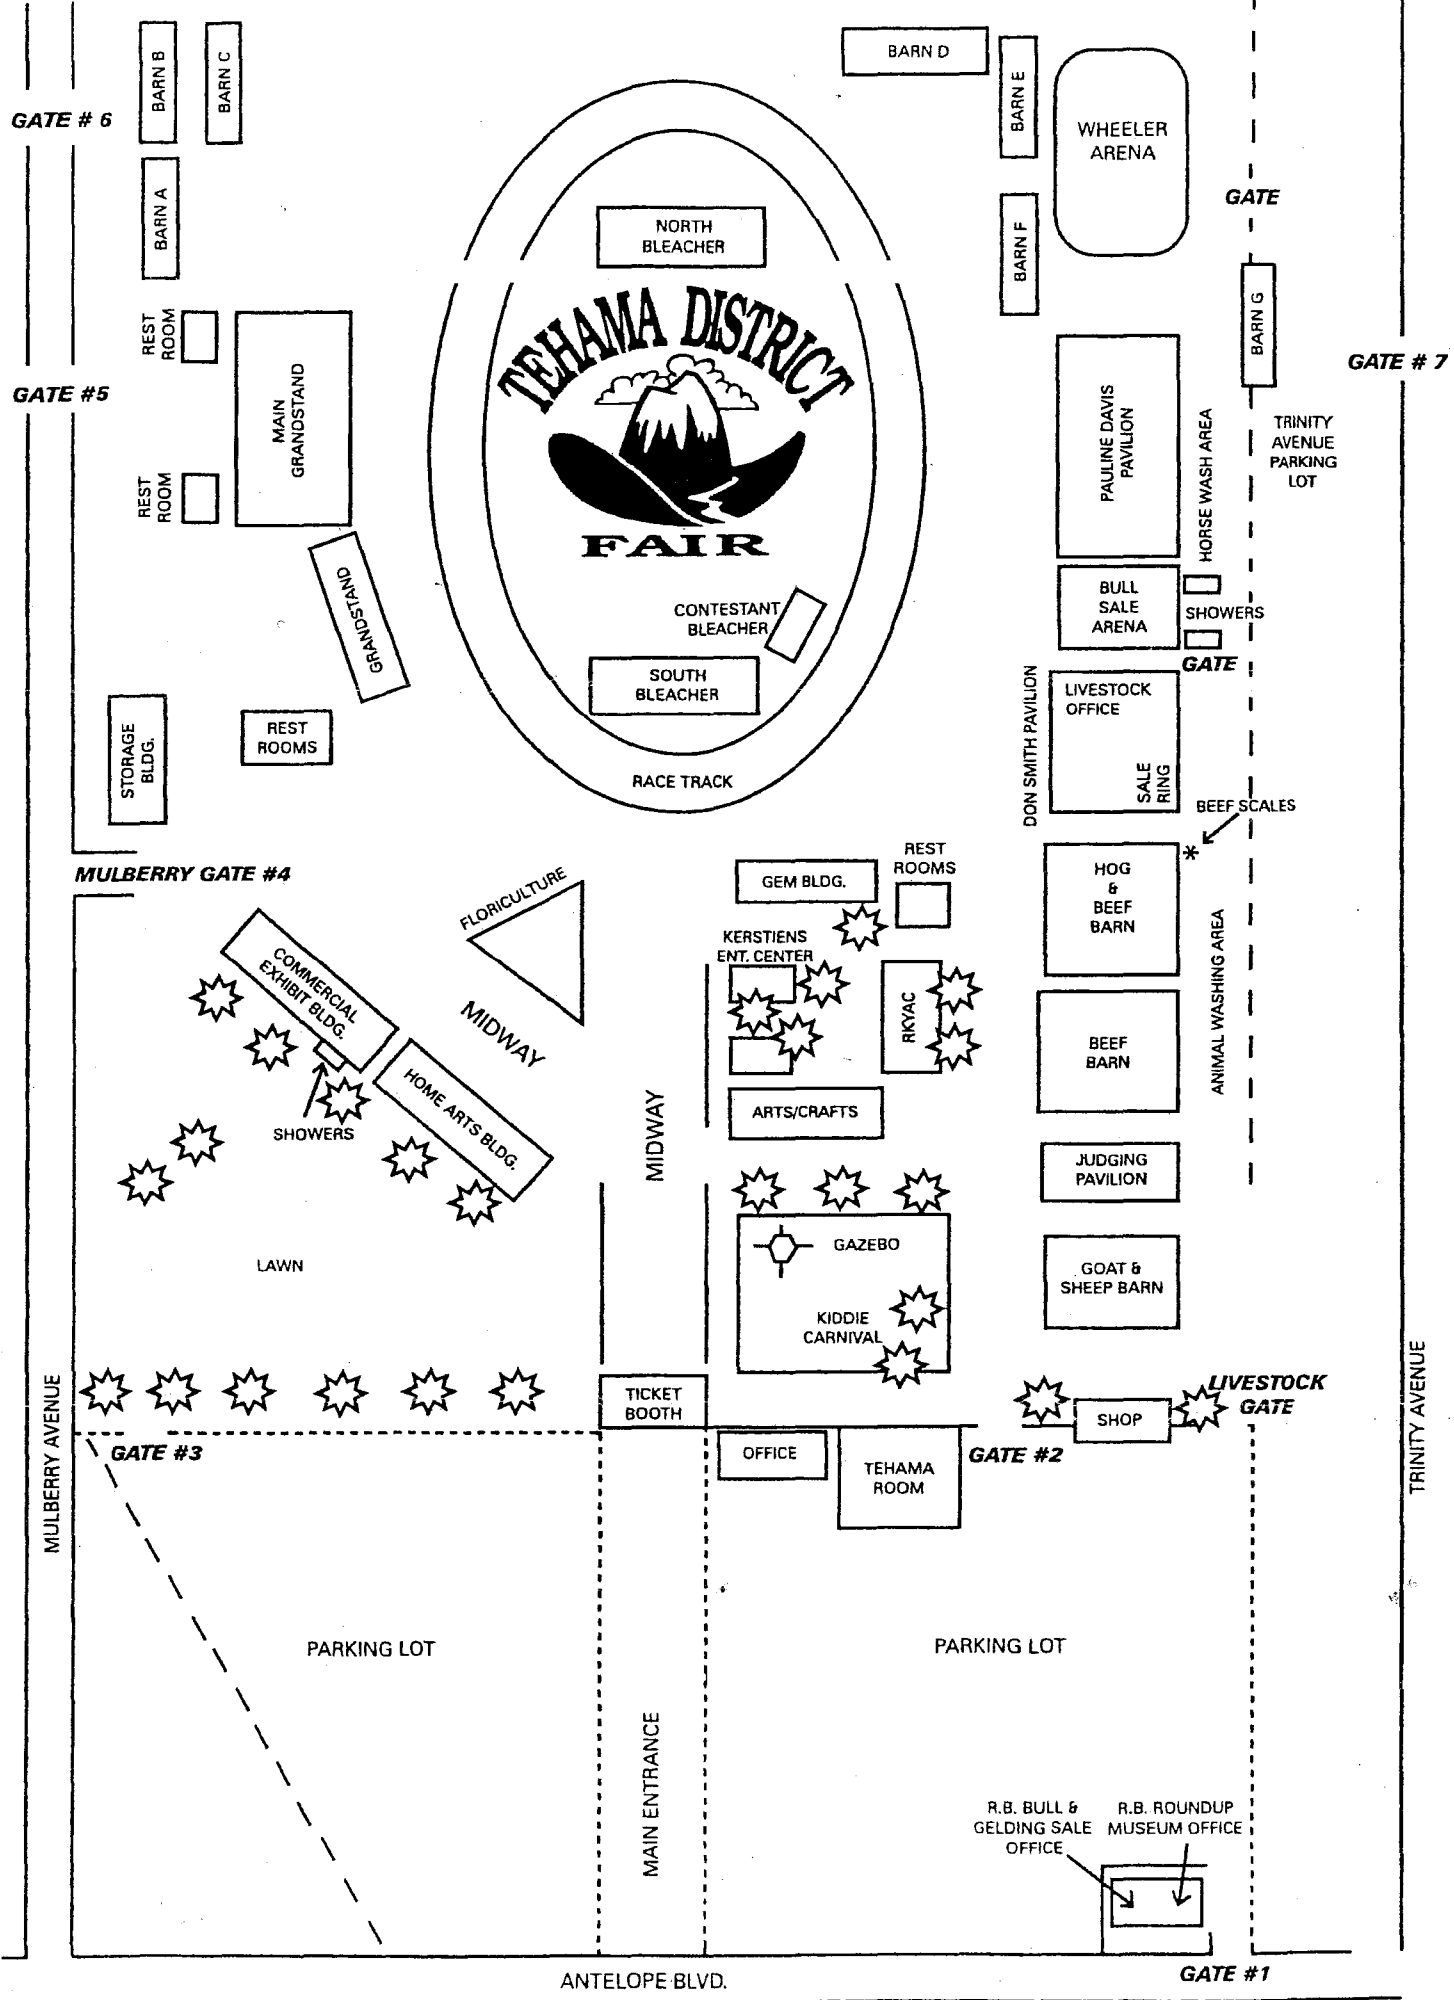 BARN B
BARN C
BARN D
BARN E
WHEELER
ARENA
GATE # 6
BARN A
BARN F
GATE
NORTH
BLEACHER
TEHAMA DISTRICT
FAIR
REST
ROOM
MAIN
GRANDSTAND
GATE #5
REST
ROOM
GRANDSTAND
BARN G
GATE # 7
PAULINE DAVIS
PAVILION
HORSE WASH AREA
TRINITY
AVENUE
PARKING
LOT
BULL
SALE
ARENA
SHOWERS
GATE
CONTESTANT
BLEACHER
SOUTH
BLEACHER
RACE TRACK
STORAGE
BLDG.
REST
ROOMS
DON SMITH PAVILION
LIVESTOCK
OFFICE
SALE
RING
BEEF SCALES
*
MULBERRY GATE #4
FLORICULTURE
GEM BLDG.
REST
ROOMS
HOG
&
BEEF
BARN
KERSTIENS
ENT. CENTER
COMMERCIAL
EXHIBIT BLDG.
MIDWAY
RKYAC
ANIMAL WASHING AREA
BEEF
BARN
HOME ARTS BLDG.
SHOWERS
MIDWAY
ARTS/CRAFTS
JUDGING
PAVILION
GAZEBO
LAWN
GOAT &
SHEEP BARN
KIDDIE
CARNIVAL
MULBERRY AVENUE
TICKET
BOOTH
SHOP
LIVESTOCK
GATE
TRINITY AVENUE
GATE #3
OFFICE
TEHAMA
ROOM
GATE #2
PARKING LOT
PARKING LOT
MAIN ENTRANCE
R.B. BULL &
GELDING SALE
OFFICE
R.B. ROUNDUP
MUSEUM OFFICE
ANTELOPE BLVD.
GATE #1